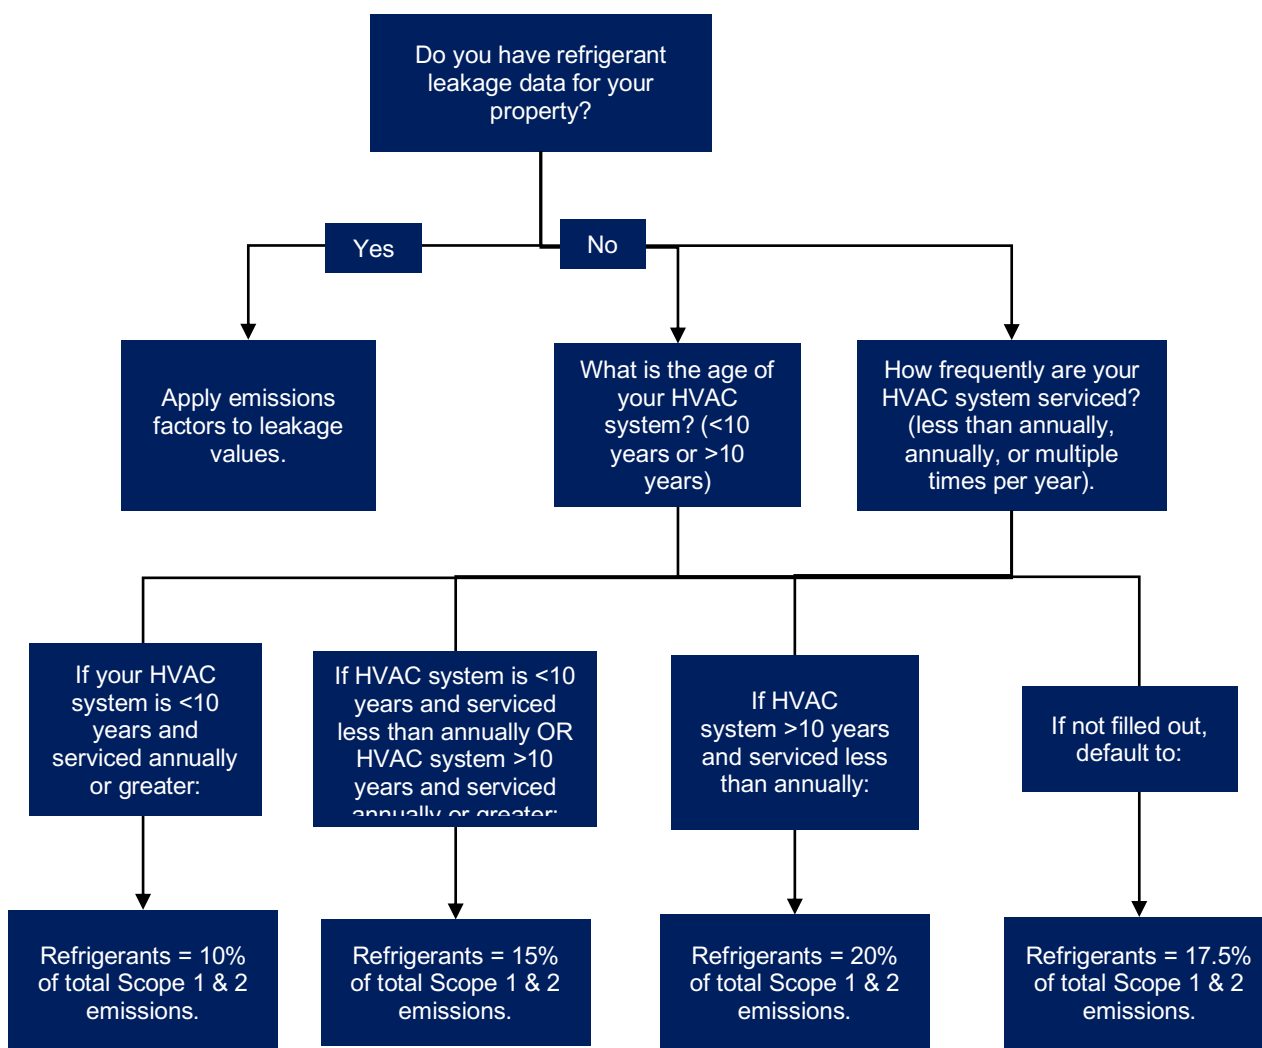 Do you have refrigerant
leakage data for your
property?
Yes
No
Apply emissions
factors to leakage
values.
What is the age of
your HVAC
system? (<10
years or >10
years)
How frequently are your
HVAC system serviced?
(less than annually,
annually, or multiple
times per year).
If your HVAC
system is <10
years and
serviced annually
or greater:
If HVAC system is <10
years and serviced
less than annually OR
HVAC system >10
years and serviced
annually or greater:
If HVAC
system >10 years
and serviced less
than annually:
If not filled out,
default to:
Refrigerants = 10%
of total Scope 1 & 2
emissions.
Refrigerants = 15%
of total Scope 1 & 2
emissions.
Refrigerants = 20%
of total Scope 1 & 2
emissions.
Refrigerants = 17.5%
of total Scope 1 & 2
emissions.